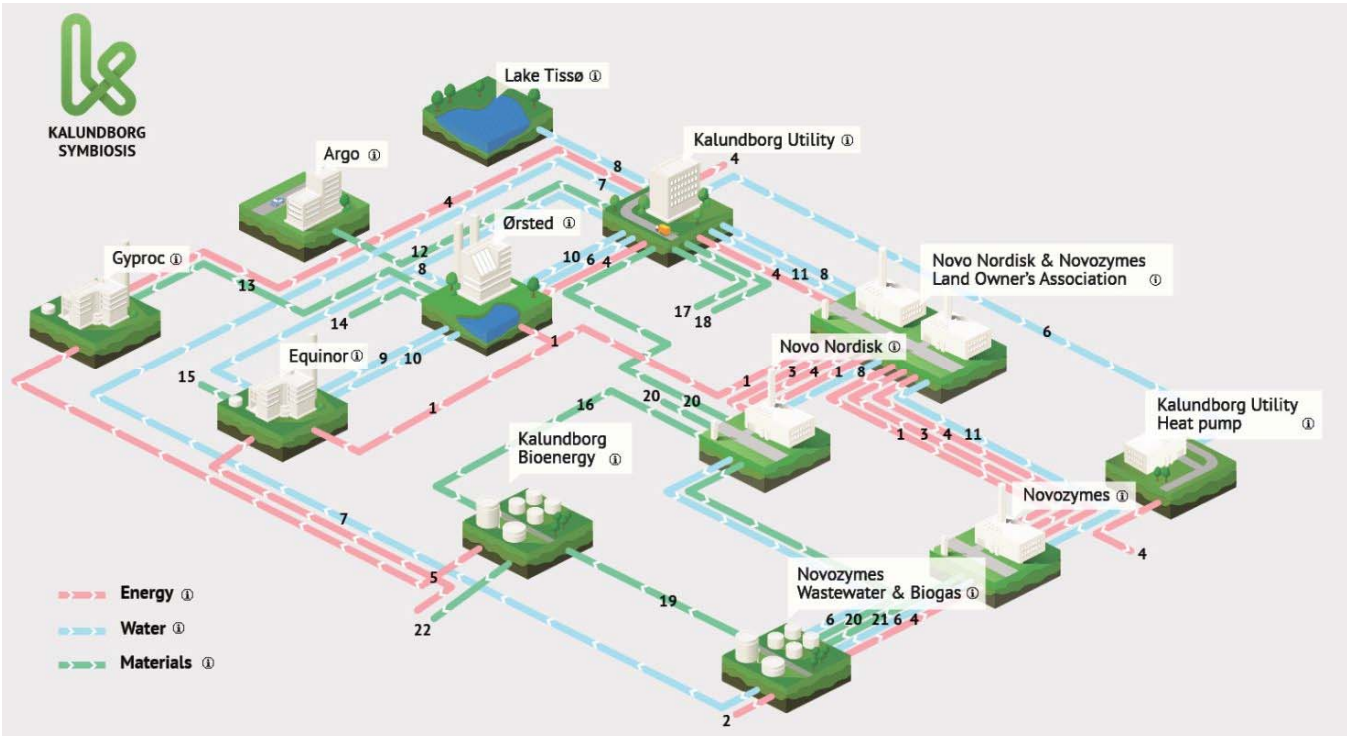 KALUNDBORG
SYMBIOSIS
Lake Tissø
Kalundborg Utility
4
Argo
8
7
4
Ørsted
Gyproc
12
10 6 4
8
13
4 11 8
Novo Nordisk & Novozymes
Land Owner's Association
17
18
14
6
Equinor
9 10
1
Novo Nordisk
15
1 3 4 1 8
1
16
20
20
Kalundborg Utility
Heat pump
Kalundborg
Bioenergy
1 3 4 11
Novozymes
7
4
5
Novozymes
Wastewater & Biogas
Energy
19
6 20 21 6 4
22
Water
Materials
2